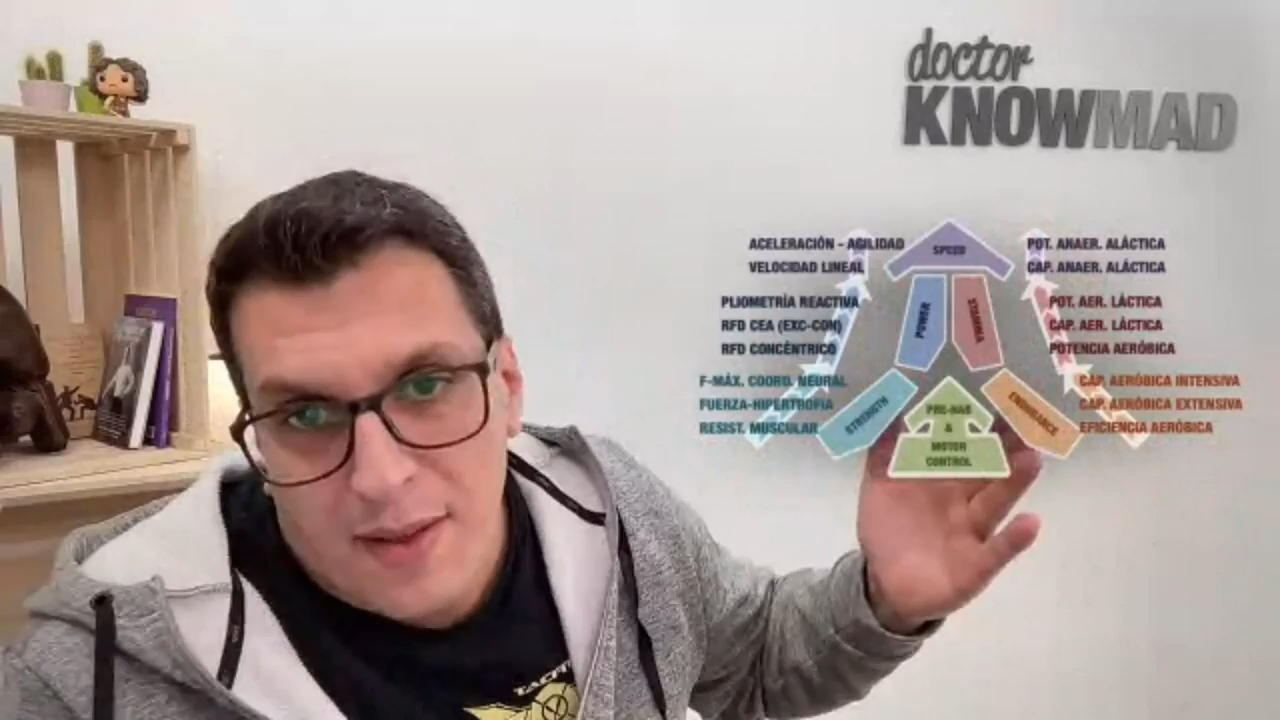 doctor
KNOWMAD
ACELERACIÓN - AGILIDAD
VELOCIDAD LINEAL
PLIOMETRÍA REACTIVA
RFD CEA (EXC-CON)
RFD CONCÉNTRICO
F-MÁX. COORD. NEURAL
FUERZA-HIPERTROFIA
RESIST. MUSCULAR
SPEED
POWER
STAMINA
STRENGTH
PRE-HAB
&
MOTOR
CONTROL
ENDURANCE
POT. ANAER. ALÁCTICA
CAP. ANAER. ALÁCTICA
POT. AER. LÁCTICA
CAP. AER. LÁCTICA
POTENCIA AERÓBICA
CAP. AERÓBICA INTENSIVA
CAP. AERÓBICA EXTENSIVA
EFICIENCIA AERÓBICA